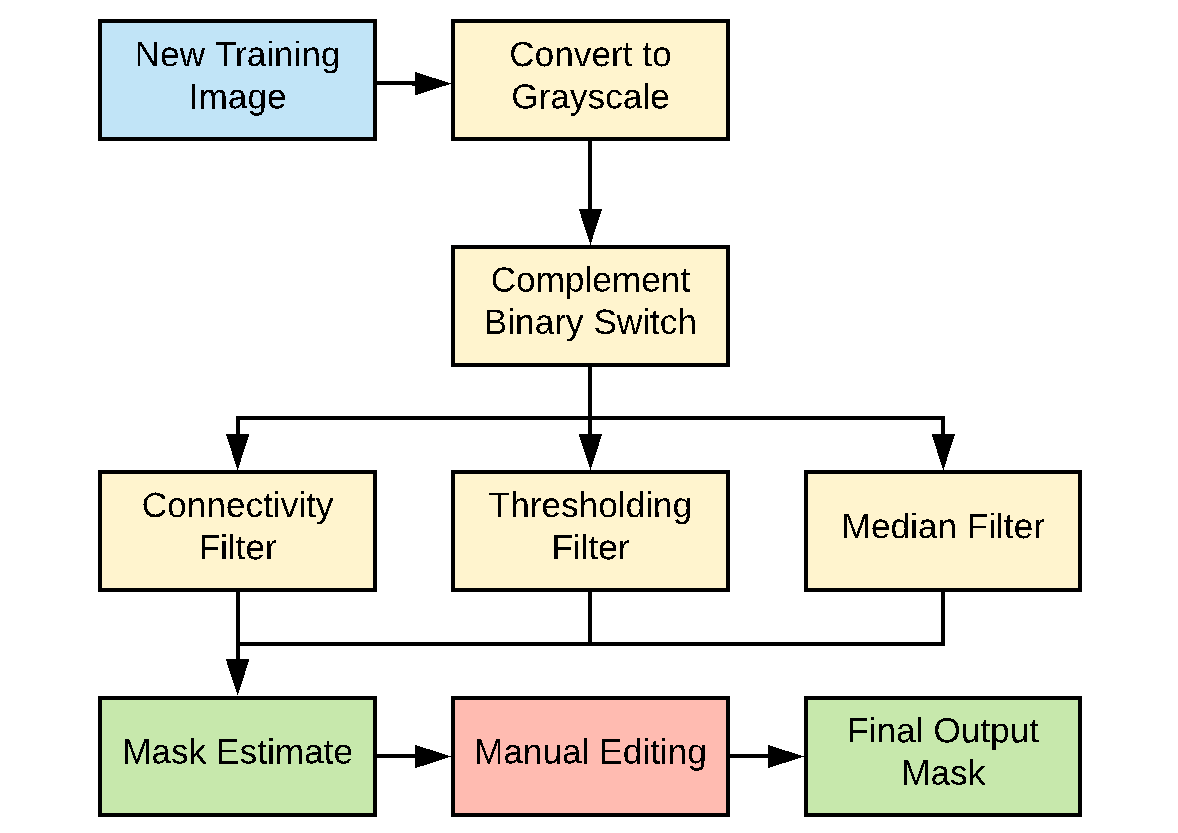 New Training
Image
Convert to
Grayscale
Complement
Binary Switch
Connectivity
Filter
Thresholding
Filter
Median Filter
Mask Estimate
Manual Editing
Final Output
Mask